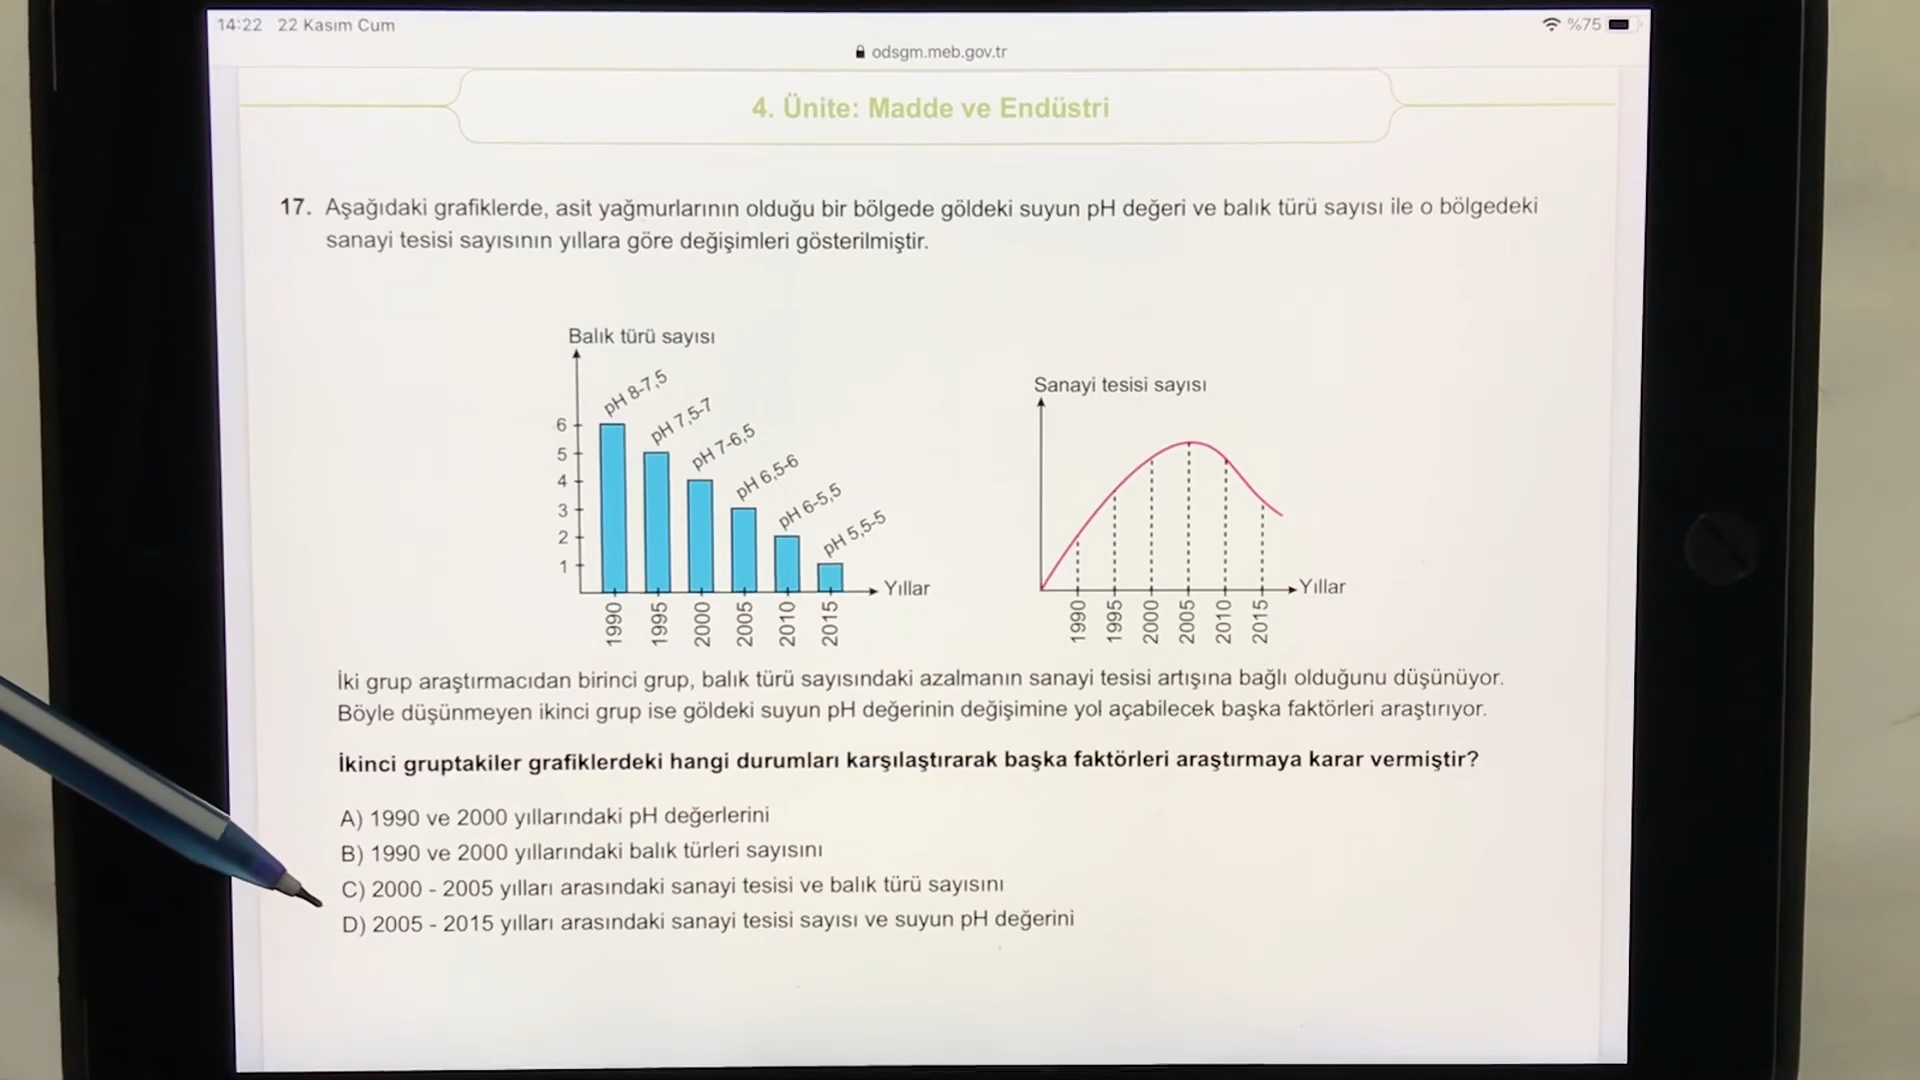 14:22 22 Kasım Cum
%75
odsgm.meb.gov.tr
4. Ünite: Madde ve Endüstri
17. Aşağıdaki grafiklerde, asit yağmurlarının olduğu bir bölgede göldeki suyun pH değeri ve balık türü sayısı ile o bölgedeki
sanayi tesisi sayısının yıllara göre değişimleri gösterilmiştir.
Balık türü sayısı
6
5
4
3
2
1
pH 8-7,5
pH 7,5-7
pH 7-6,5
pH 6,5-6
pH 6-5,5
pH 5,5-5
Yıllar
1990
1995
2000
2005
2010
2015
Sanayi tesisi sayısı
Yıllar
1990
1995
2000
2005
2010
2015
İki grup araştırmacıdan birinci grup, balık türü sayısındaki azalmanın sanayi tesisi artışına bağlı olduğunu düşünüyor.
Böyle düşünmeyen ikinci grup ise göldeki suyun pH değerinin değişimine yol açabilecek başka faktörleri araştırıyor.
İkinci gruptakiler grafiklerdeki hangi durumları karşılaştırarak başka faktörleri araştırmaya karar vermiştir?
A) 1990 ve 2000 yıllarındaki pH değerlerini
B) 1990 ve 2000 yıllarındaki balık türleri sayısını
C) 2000 - 2005 yılları arasındaki sanayi tesisi ve balık türü sayısını
D) 2005 - 2015 yılları arasındaki sanayi tesisi sayısı ve suyun pH değerini